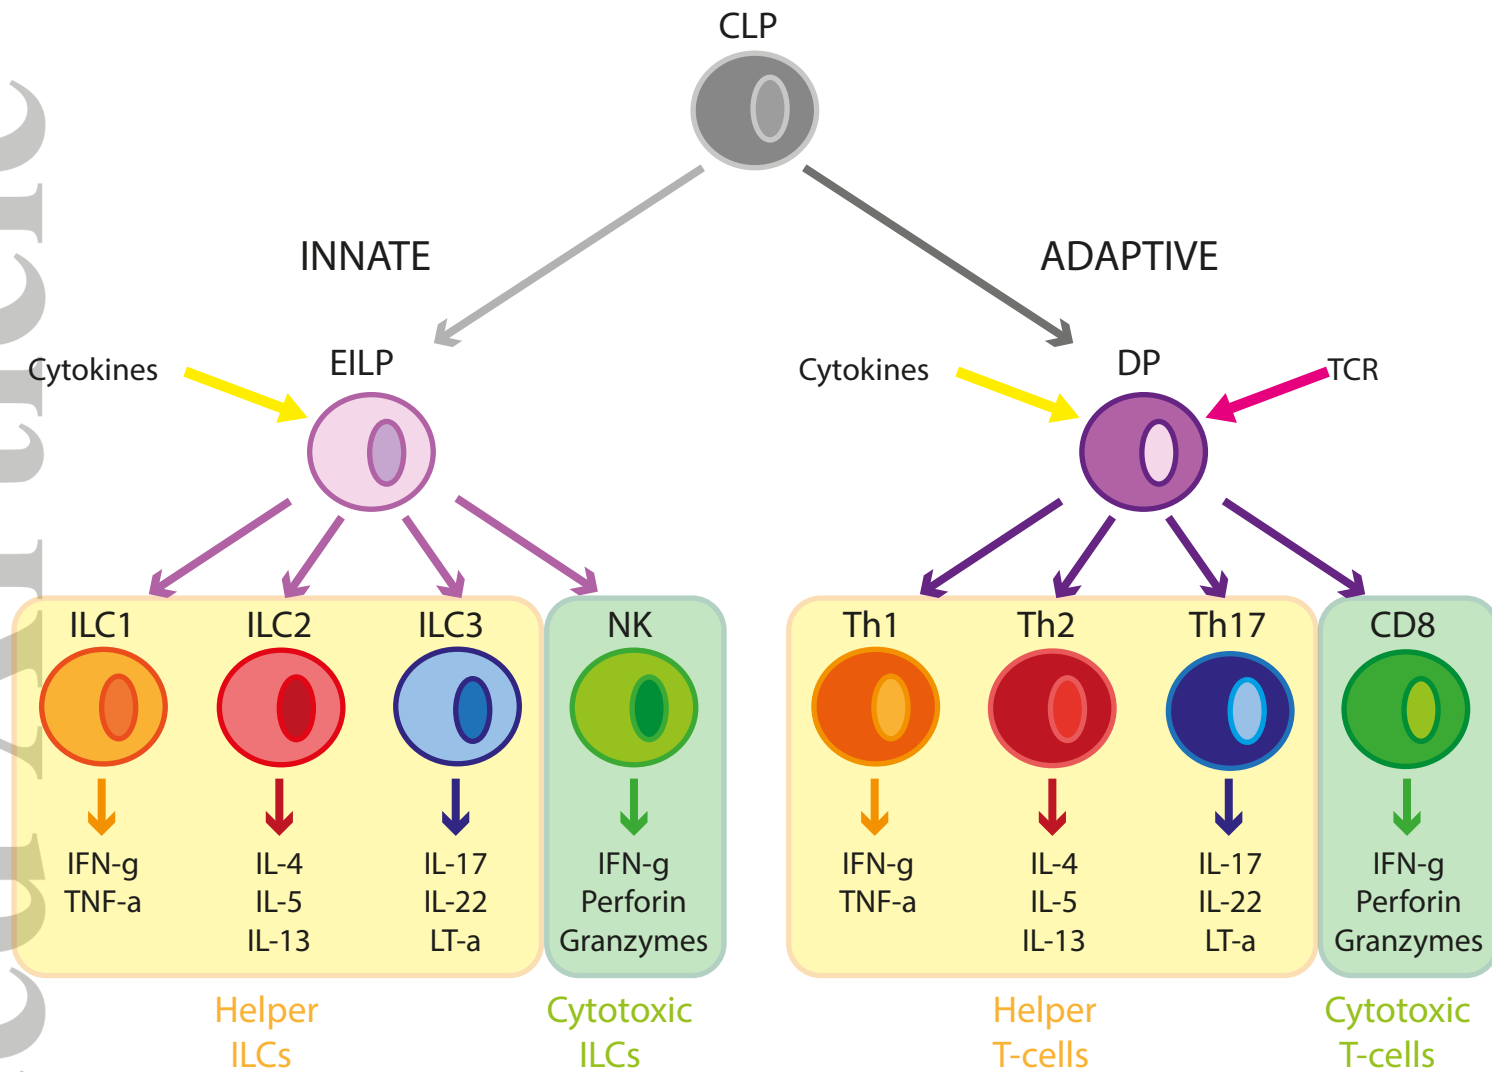 CLP
INNATE
ADAPTIVE
Cytokines
EILP
Cytokines
DP
TCR
ILC1
ILC2
ILC3
NK
Th1
Th2
Th17
CD8
IFN-g
TNF-a
IL-4
IL-5
IL-13
IL-17
IL-22
LT-a
IFN-g
Perforin
Granzymes
IFN-g
TNF-a
IL-4
IL-5
IL-13
IL-17
IL-22
LT-a
IFN-g
Perforin
Granzymes
Helper
ILCs
Cytotoxic
ILCs
Helper
T-cells
Cytotoxic
T-cells